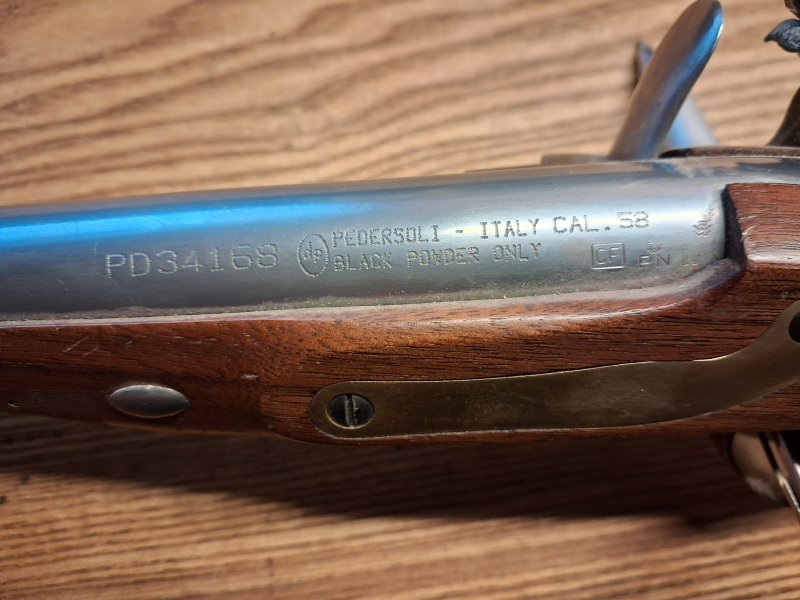 PD34168
PEDERSOLI - ITALY CAL. 58
BLACK POWDER ONLY
CF
PN